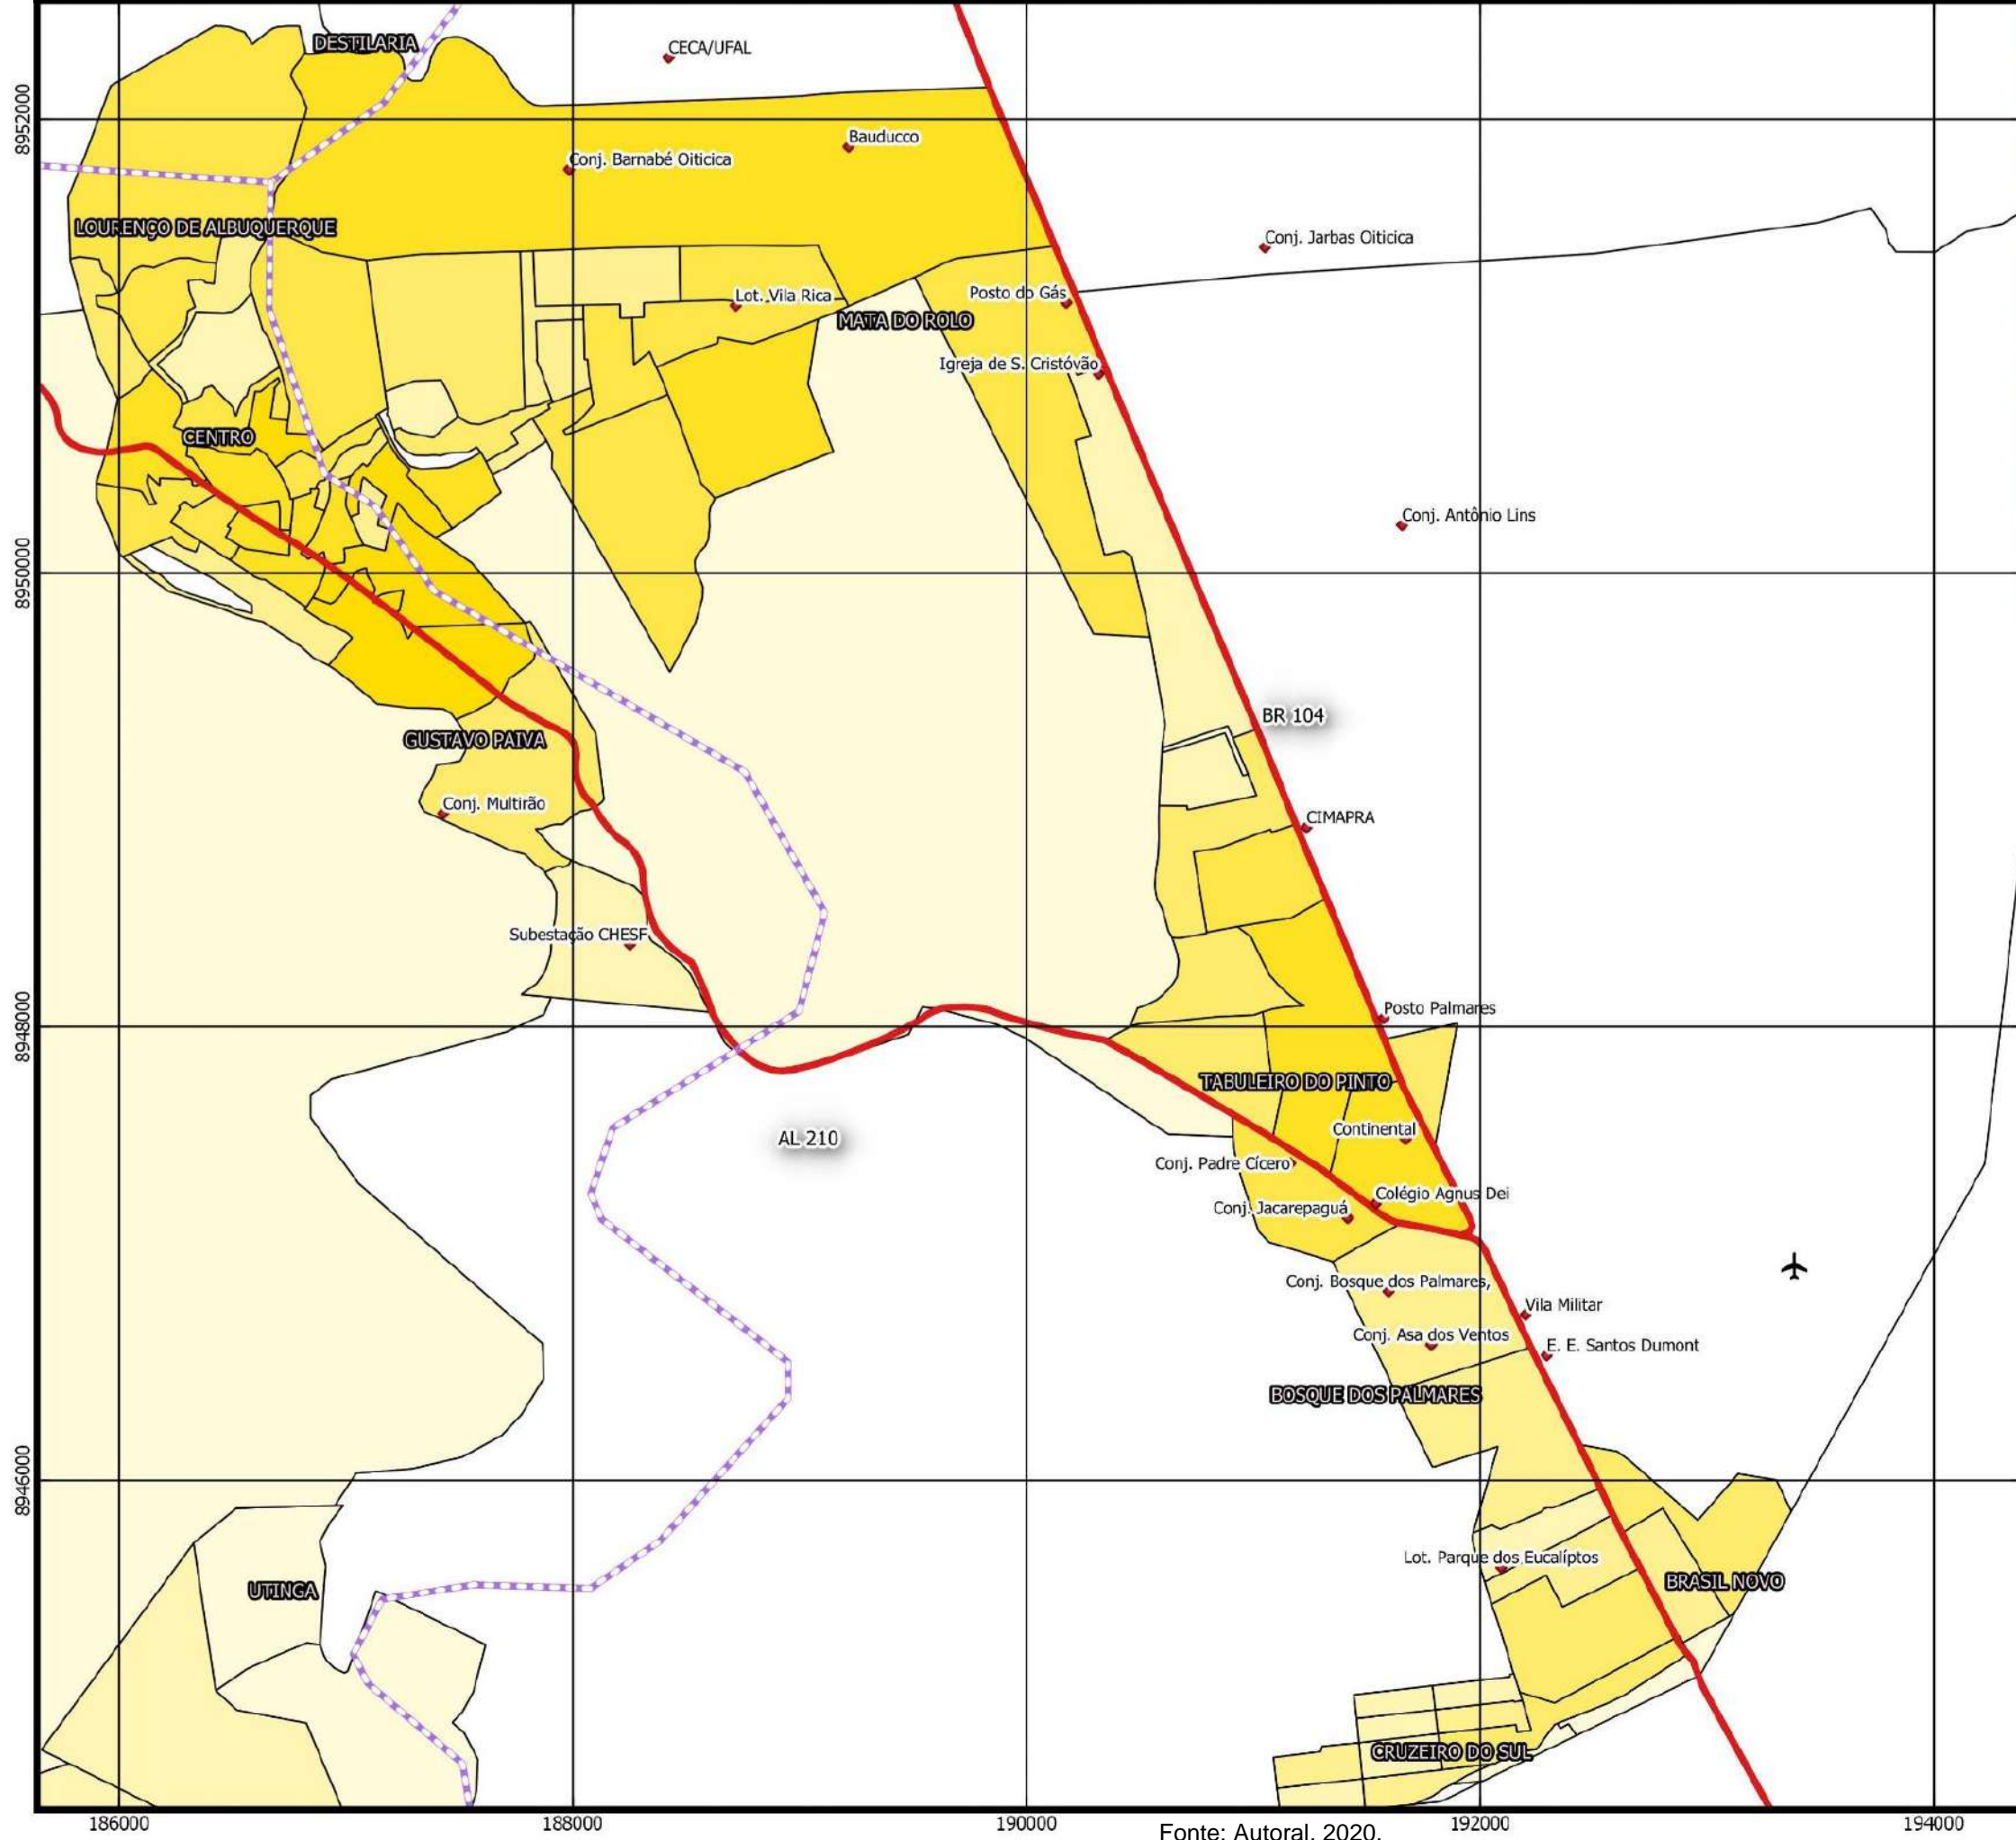 DESTILARIA
CECA/UFAL
8952000
Bauducco
Conj. Barnabé Oiticica
LOURENÇO DE ALBUQUERQUE
Conj. Jarbas Oiticica
Lot. Vila Rica
Posto do Gás
MATA DO ROLO
Igreja de S. Cristóvão
CENTRO
Conj. Antônio Lins
8950000
BR 104
GUSTAVO PAIVA
Conj. Multirão
CIMAPRA
Subestação CHESF
8948000
Posto Palmares
TABULEIRO DO PINTO
AL 210
Continental
Conj. Padre Cícero
Colégio Agnus Dei
Conj. Jacarepaguá
Conj. Bosque dos Palmares,
Vila Militar
Conj. Asa dos Ventos
E. E. Santos Dumont
BOSQUE DOS PALMARES
8946000
Lot. Parque dos Eucalíptos
UTINGA
BRASIL NOVO
CRUZEIRO DO SUL
186000
188000
190000
192000
194000
Fonte: Autoral, 2020.